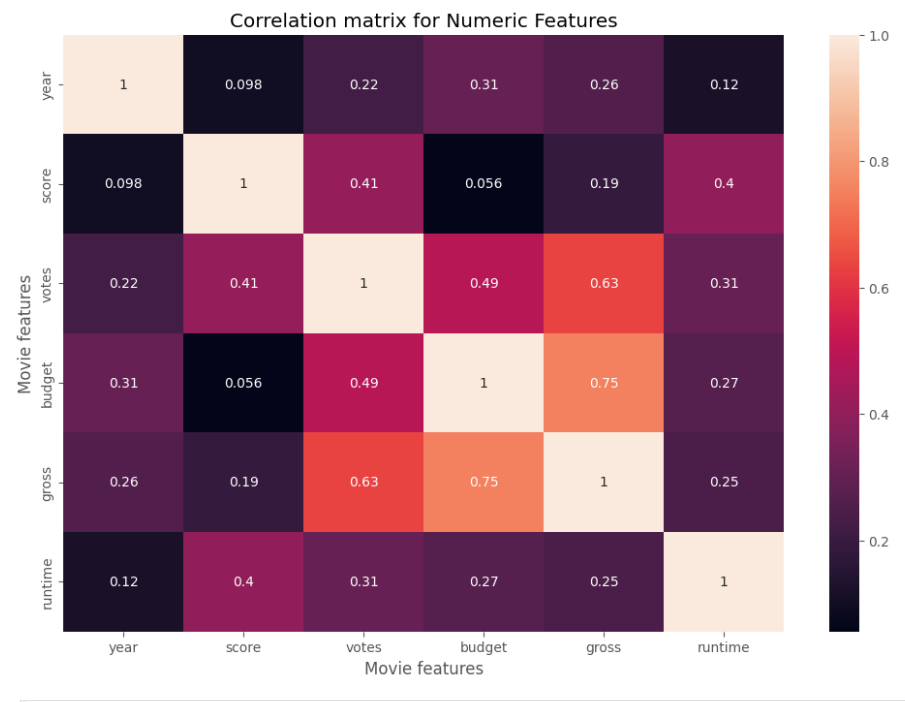 Correlation matrix for Numeric Features
year 1 0.098 0.22 0.31 0.26 0.12
score 0.098 1 0.41 0.056 0.19 0.4
votes 0.22 0.41 1 0.49 0.63 0.31
budget 0.31 0.056 0.49 1 0.75 0.27
gross 0.26 0.19 0.63 0.75 1 0.25
runtime 0.12 0.4 0.31 0.27 0.25 1
Movie features
year score votes budget gross runtime
Movie features
1.0
0.8
0.6
0.4
0.2